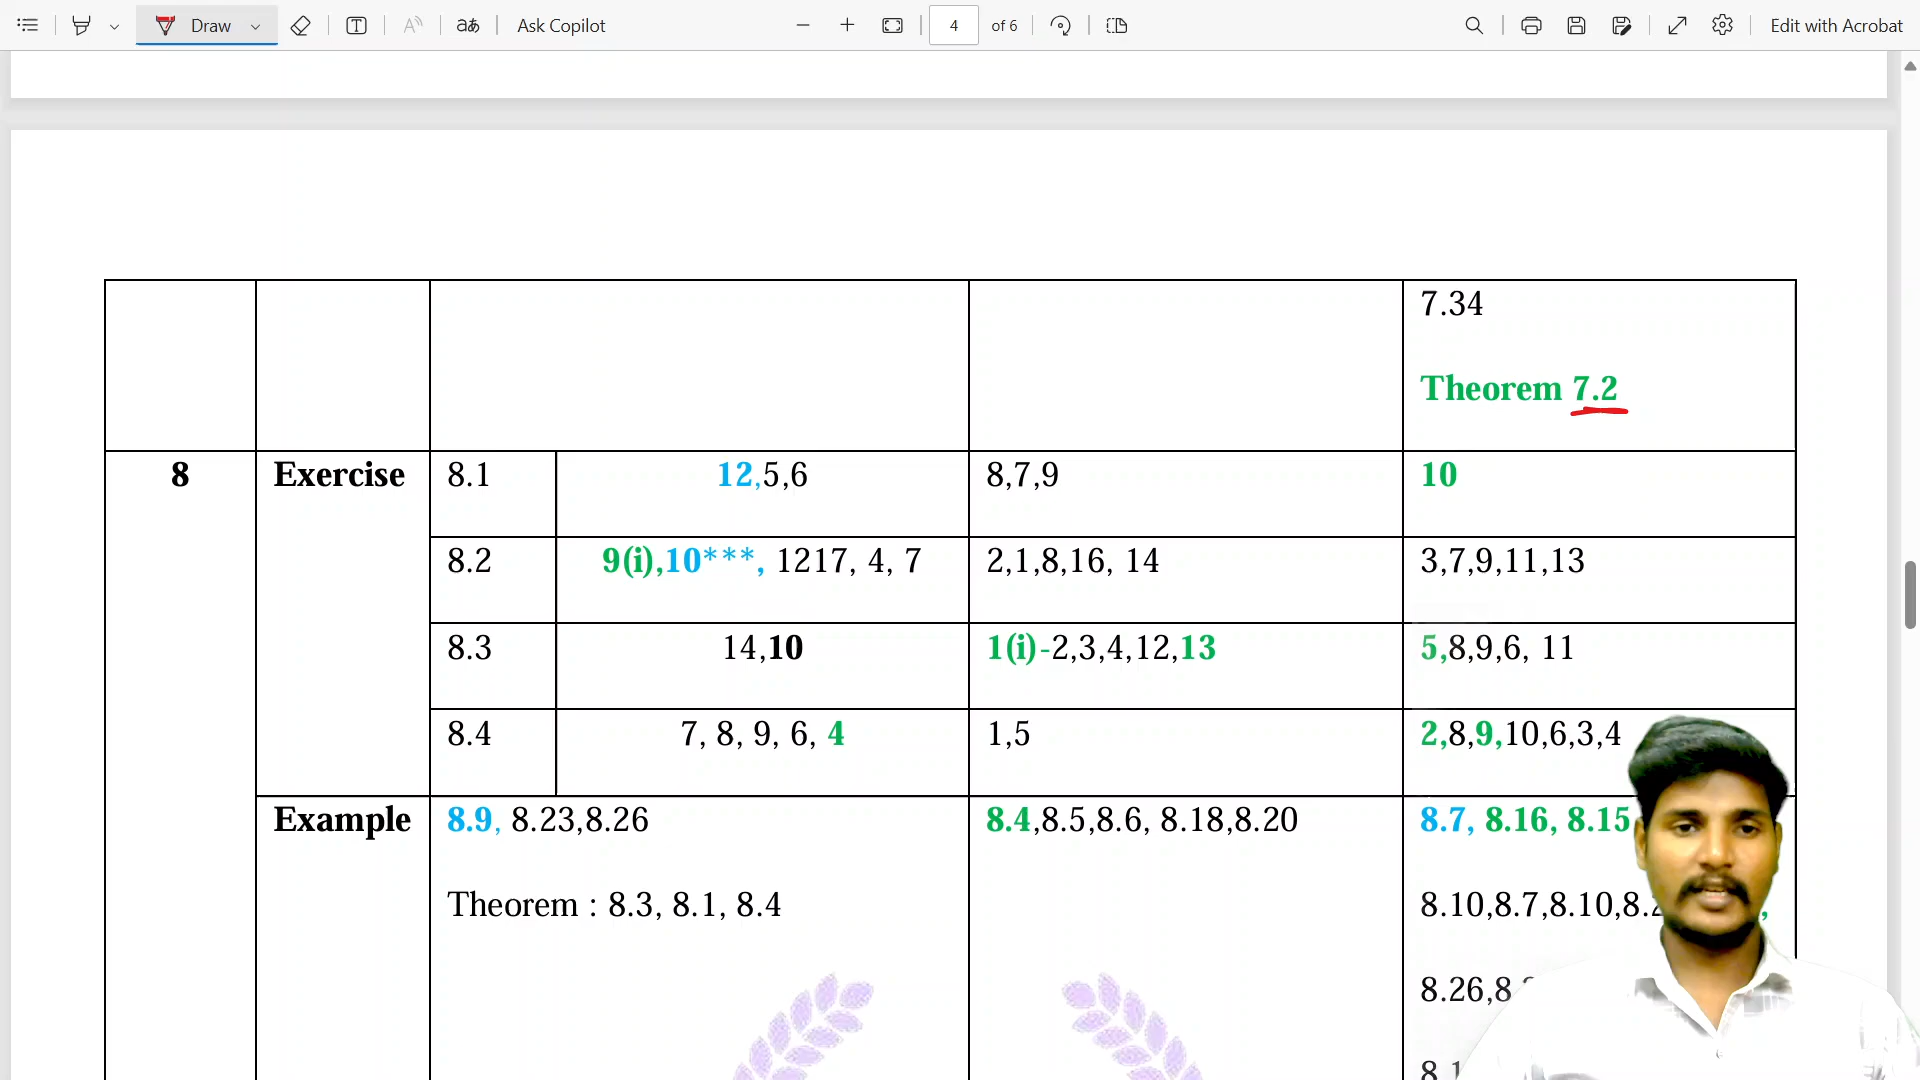 Draw
Ask Copilot
4 of 6
Edit with Acrobat
7.34
Theorem 7.2
8 Exercise 8.1 12,5,6 8,7,9 10
8.2 9(i),10***, 1217, 4, 7 2,1,8,16, 14 3,7,9,11,13
8.3 14,10 1(i)-2,3,4,12,13 5,8,9,6, 11
8.4 7, 8, 9, 6, 4 1,5 2,8,9,10,6,3,4
Example 8.9, 8.23,8.26 8.4,8.5,8.6, 8.18,8.20 8.7, 8.16, 8.15
Theorem : 8.3, 8.1, 8.4 8.10,8.7,8.10,
8.26,